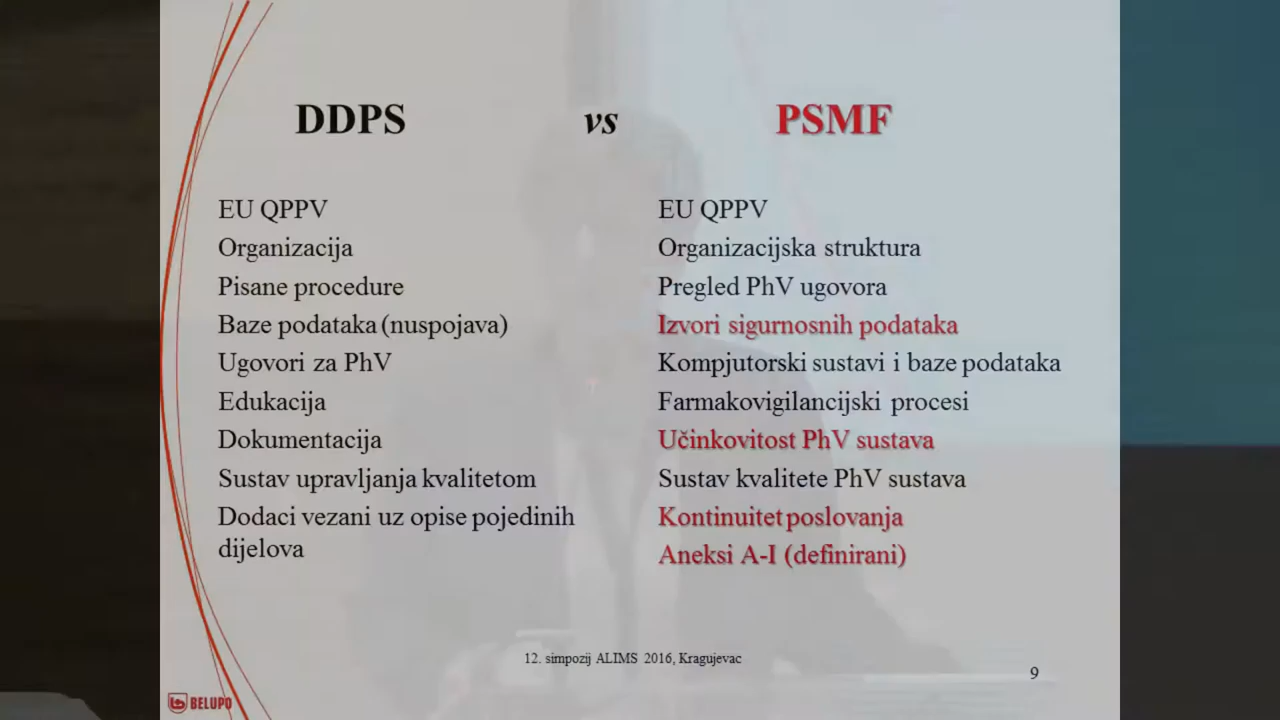 DDPS vs PSMF
EU QPPV
Organizacija
Pisane procedure
Baze podataka (nuspojava)
Ugovori za PhV
Edukacija
Dokumentacija
Sustav upravljanja kvalitetom
Dodaci vezani uz opise pojedinih
dijelova
EU QPPV
Organizacijska struktura
Pregled PhV ugovora
Izvori sigurnosnih podataka
Kompjutorski sustavi i baze podataka
Farmakovigilancijski procesi
Učinkovitost PhV sustava
Sustav kvalitete PhV sustava
Kontinuitet poslovanja
Aneksi A-I (definirani)
12. simpozij ALIMS 2016, Kragujevac
9
BELUPO